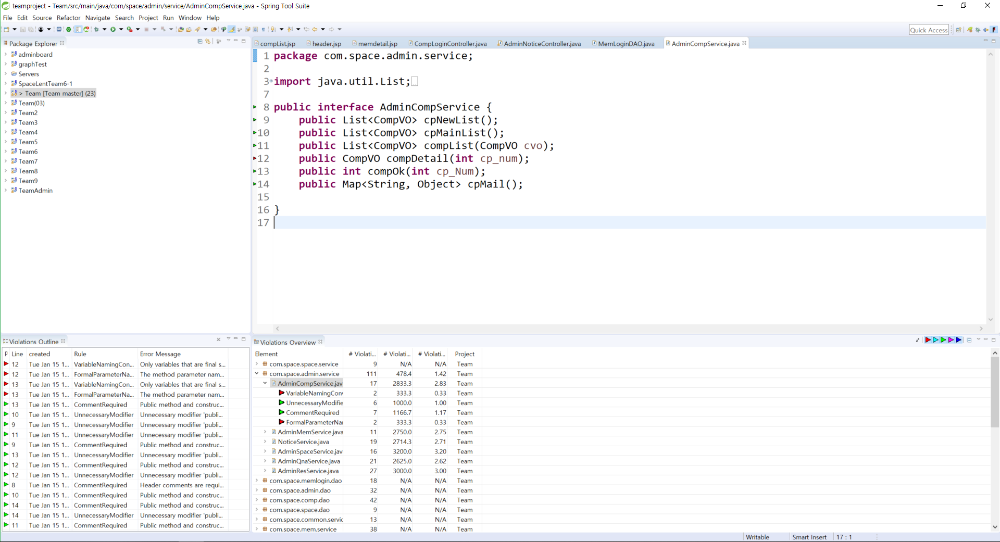 teamproject - Team/src/main/java/com/space/admin/service/AdminCompService.java - Spring Tool Suite
File Edit Source Refactor Navigate Search Project Run Window Help
Quick Access
Package Explorer
adminboard
graphTest
Servers
SpaceLentTeam6-1
> Team [Team master] (23)
Team(03)
Team2
Team3
Team4
Team5
Team6
Team7
Team8
Team9
TeamAdmin
compList.jsp header.jsp memdetail.jsp CompLoginController.java AdminNoticeController.java MemLoginDAO.java AdminCompService.java
1 package com.space.admin.service;
2
3 import java.util.List;
7
8 public interface AdminCompService {
9 public List<CompVO> cpNewList();
10 public List<CompVO> cpMainList();
11 public List<CompVO> compList(CompVO cvo);
12 public CompVO compDetail(int cp_num);
13 public int compOk(int cp_Num);
14 public Map<String, Object> cpMail();
15
16 }
17
Violations Outline
P Line created Rule Error Message
12 Tue Jan 15 1... VariableNamingCon... Only variables that are final s...
12 Tue Jan 15 1... FormalParameterNa... The method parameter nam...
13 Tue Jan 15 1... VariableNamingCon... Only variables that are final s...
13 Tue Jan 15 1... FormalParameterNa... The method parameter nam...
13 Tue Jan 15 1... CommentRequired Public method and construc...
10 Tue Jan 15 1... UnnecessaryModifier Unnecessary modifier 'publi...
9 Tue Jan 15 1... UnnecessaryModifier Unnecessary modifier 'publi...
11 Tue Jan 15 1... UnnecessaryModifier Unnecessary modifier 'publi...
9 Tue Jan 15 1... CommentRequired Public method and construc...
13 Tue Jan 15 1... UnnecessaryModifier Unnecessary modifier 'publi...
12 Tue Jan 15 1... CommentRequired Public method and construc...
12 Tue Jan 15 1... UnnecessaryModifier Unnecessary modifier 'publi...
8 Tue Jan 15 1... CommentRequired Header comments are requi...
10 Tue Jan 15 1... CommentRequired Public method and construc...
14 Tue Jan 15 1... CommentRequired Public method and construc...
14 Tue Jan 15 1... UnnecessaryModifier Unnecessary modifier 'publi...
11 Tue Jan 15 1... CommentRequired Public method and construc...
Violations Overview
Element # Violati... # Violati... # Violati... Project
com.space.space.service 9 N/A N/A Team
com.space.admin.service 111 478.4 1.42 Team
AdminCompService.jav 17 2833.3 2.83 Team
VariableNamingConv 2 333.3 0.33 Team
UnnecessaryModifie 6 1000.0 1.00 Team
CommentRequired 7 1166.7 1.17 Team
FormalParameterNai 2 333.3 0.33 Team
AdminMemService.java 11 2750.0 2.75 Team
NoticeService.java 19 2714.3 2.71 Team
AdminSpaceService.jav 16 3200.0 3.20 Team
AdminQnaService.java 21 2625.0 2.62 Team
AdminResService.java 27 3000.0 3.00 Team
com.space.memlogin.dao 18 N/A N/A Team
com.space.admin.dao 32 N/A N/A Team
com.space.comp.dao 42 N/A N/A Team
com.space.space.dao 9 N/A N/A Team
com.space.common.servic 13 N/A N/A Team
com.space.mem.service 38 N/A N/A Team
Writable Smart Insert 17 : 1